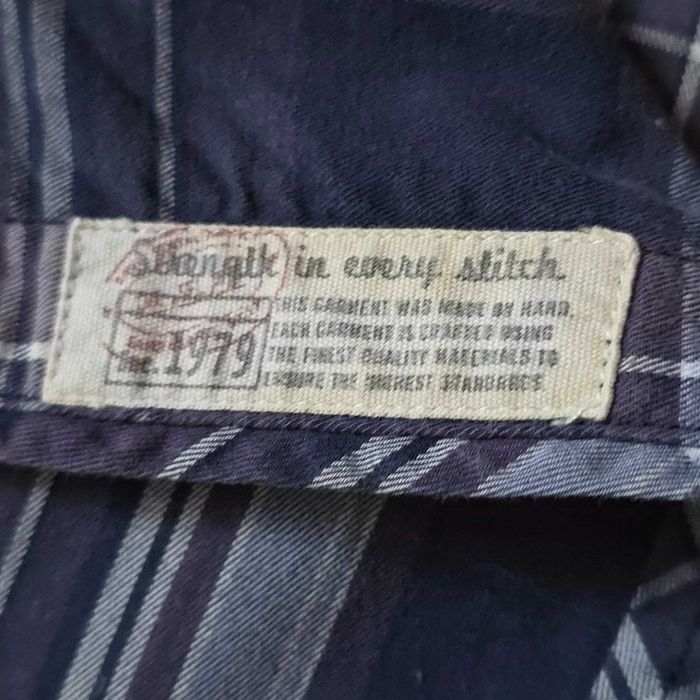 Strength in every stitch
THIS GARMENT WAS MADE BY HAND.
EACH GARMENT IS CRAFTED USING
1979
THE FINEST QUALITY MATERIALS TO
ENSURE THE HIGHEST STANDARDS